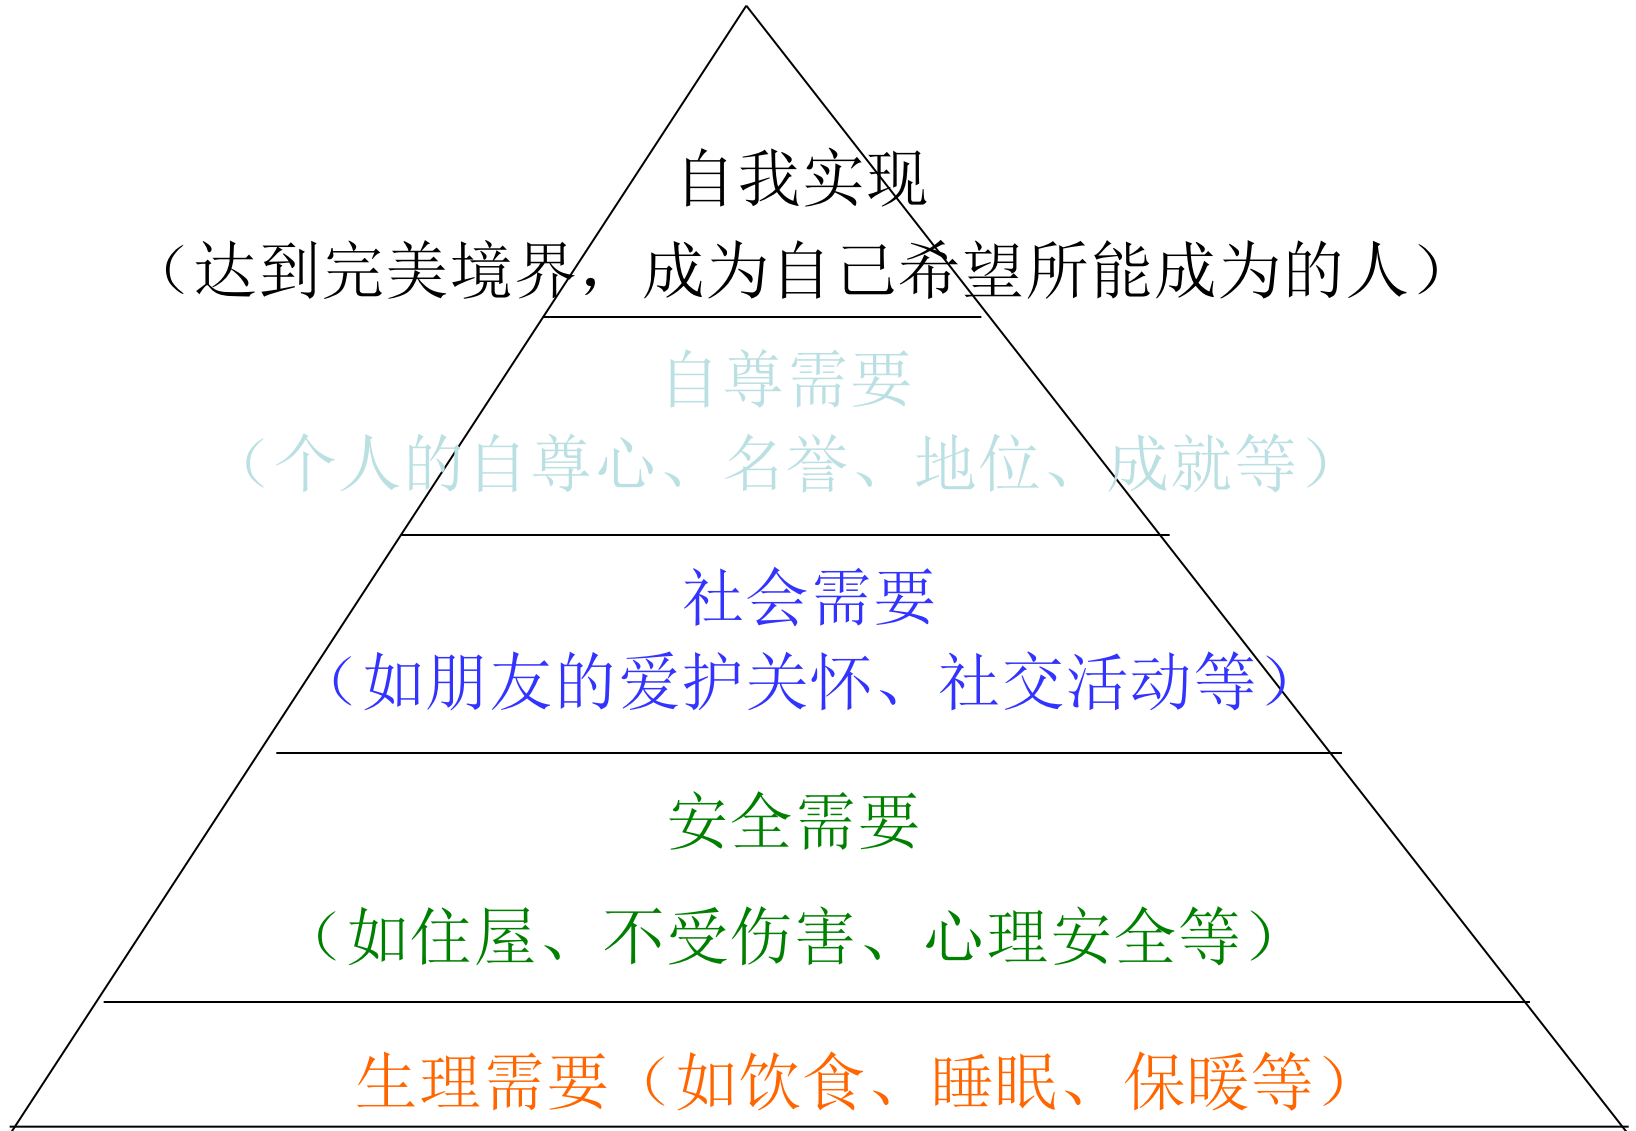 自我实现
（达到完美境界，成为自己希望所能成为的人）
自尊需要
（个人的自尊心、名誉、地位、成就等）
社会需要
（如朋友的爱护关怀、社交活动等）
安全需要
（如住屋、不受伤害、心理安全等）
生理需要（如饮食、睡眠、保暖等）